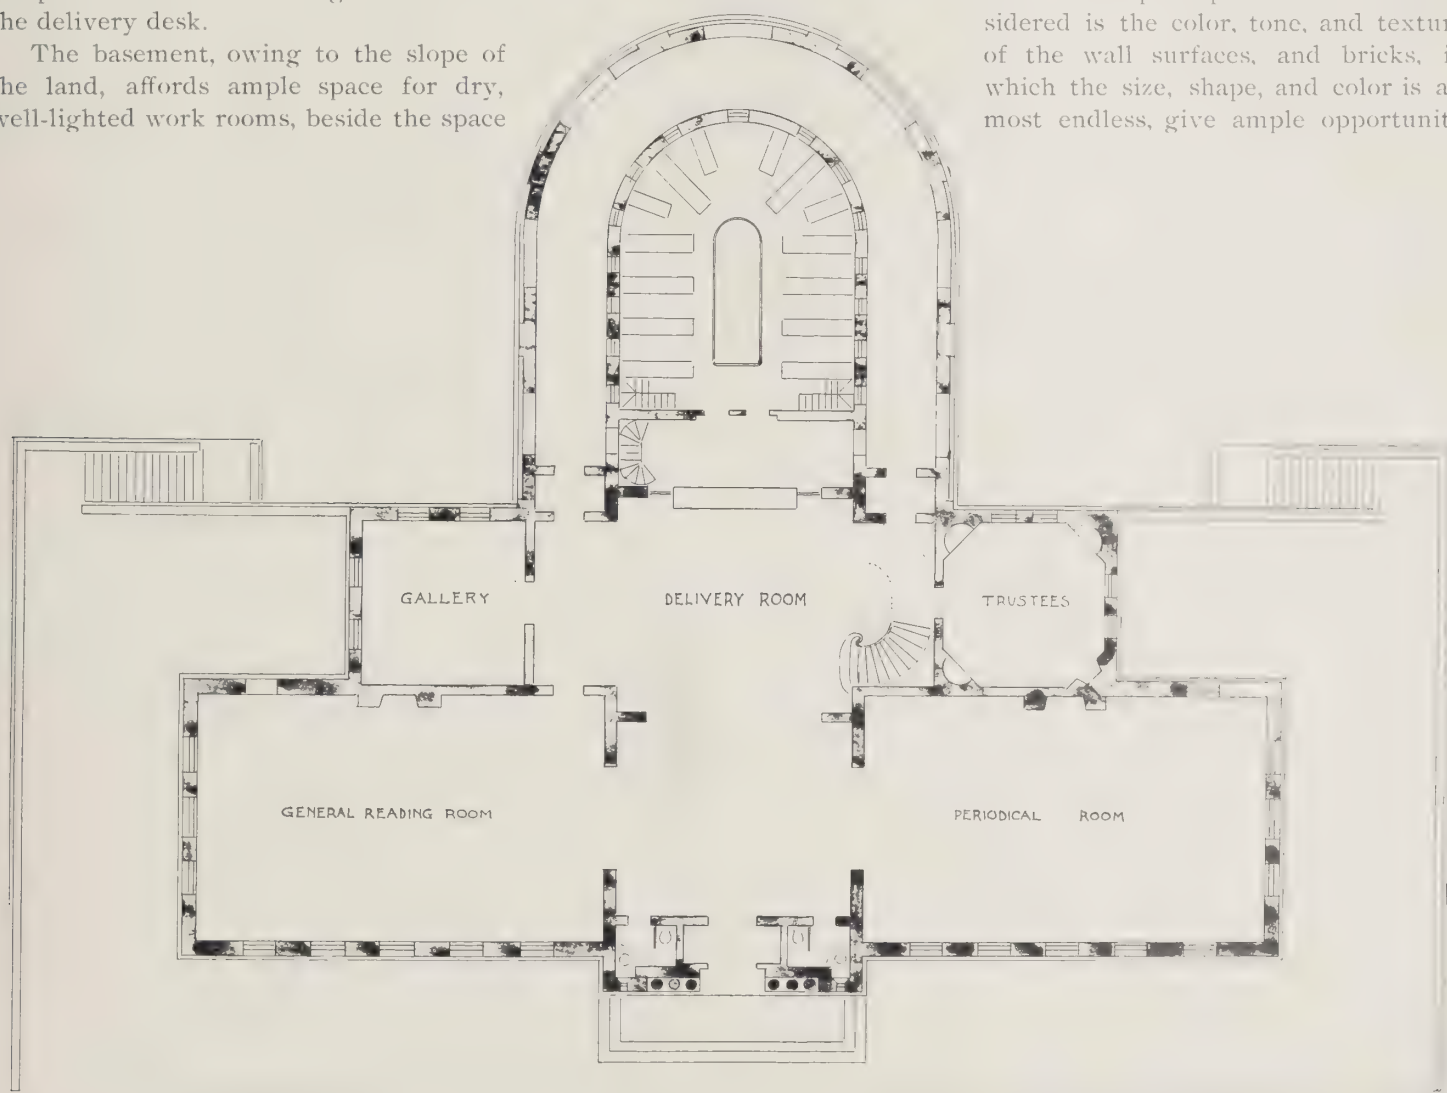 he delivery desk.
The basement, owing to the slope of
he land, affords ample space for dry,
vell-lighted work rooms, beside the space
sidered is the color, tone, and textur
of the wall surfaces, and bricks, i
which the size, shape, and color is a
most endless, give ample opportunit
GALLERY
DELIVERY ROOM
TRUSTEES
GENERAL READING ROOM
PERIODICAL ROOM